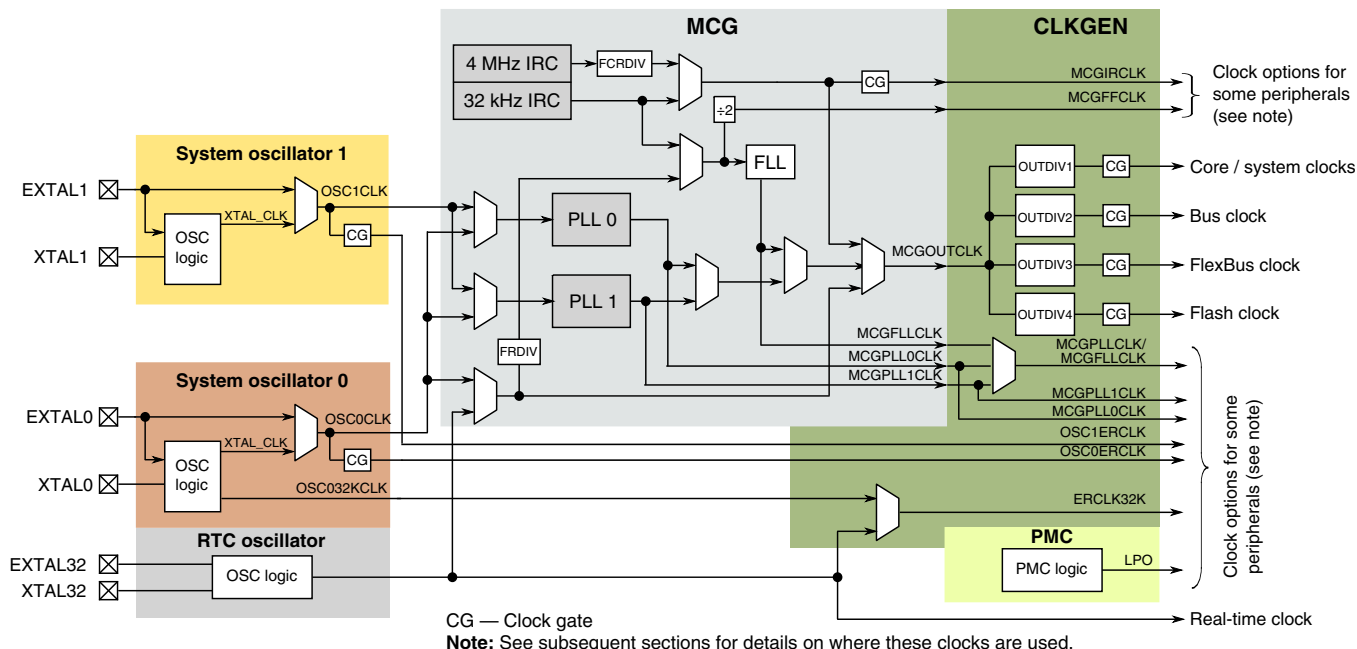 MCG
CLKGEN
4 MHz IRC
FCRDIV
32 kHz IRC
CG
MCGIRCLK
÷2
MCGFFCLK
Clock options for
some peripherals
(see note)
FLL
System oscillator 1
EXTAL1
OSC1CLK
XTAL_CLK
OSC
logic
CG
XTAL1
PLL 0
PLL 1
MCGOUTCLK
OUTDIV1
CG
Core / system clocks
OUTDIV2
CG
Bus clock
OUTDIV3
CG
FlexBus clock
OUTDIV4
CG
Flash clock
FRDIV
MCGFLLCLK
MCGPLL0CLK
MCGPLL1CLK
MCGPLLCLK/
MCGFLLCLK
MCGPLL1CLK
MCGPLL0CLK
OSC1ERCLK
OSC0ERCLK
System oscillator 0
EXTAL0
OSC0CLK
XTAL_CLK
OSC
logic
CG
XTAL0
OSC032KCLK
ERCLK32K
Clock options for some
peripherals (see note)
RTC oscillator
EXTAL32
XTAL32
OSC logic
PMC
PMC logic
LPO
Real-time clock
CG — Clock gate
Note: See subsequent sections for details on where these clocks are used.